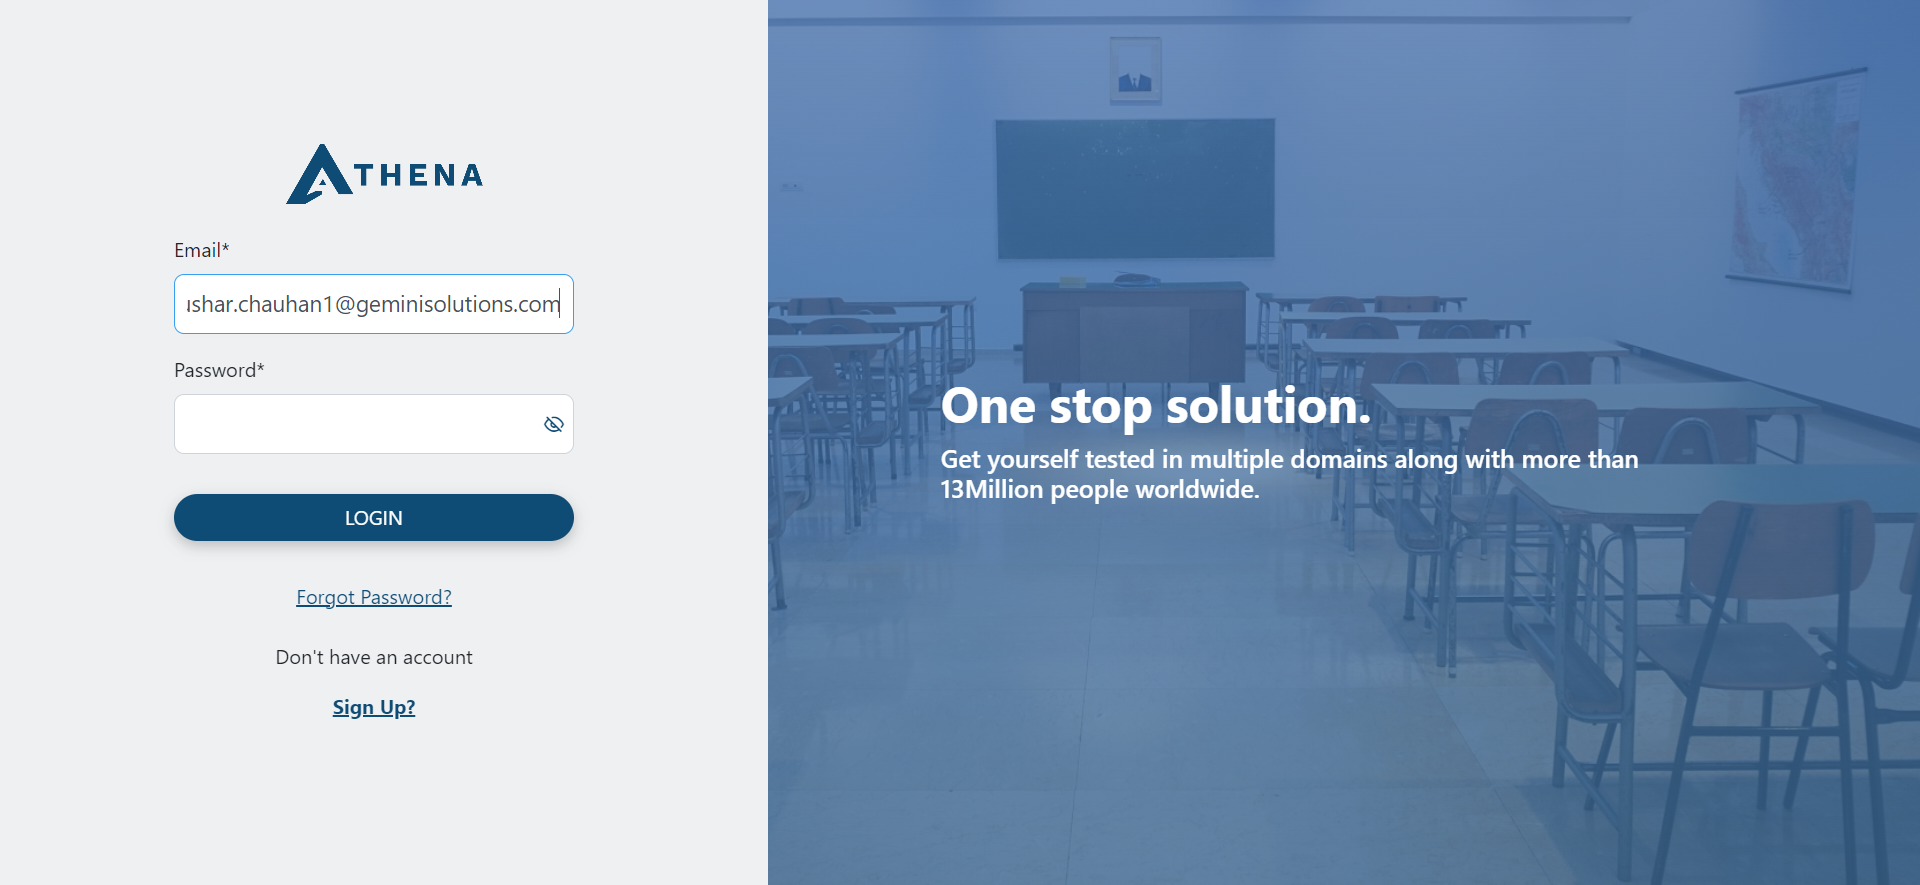 ATHENA
Email*
shar.chauhan1@geminisolutions.com
Password*
LOGIN
Forgot Password?
Don't have an account
Sign Up?
One stop solution.
Get yourself tested in multiple domains along with more than
13Million people worldwide.